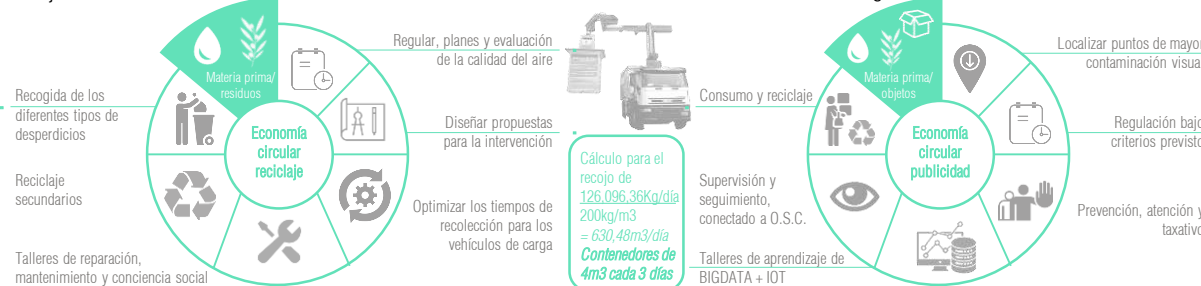 Materia prima/
residuos
Economía
circular
reciclaje
Regular, planes y evaluación
de la calidad del aire
Diseñar propuestas
para la intervención
Optimizar los tiempos de
recolección para los
vehículos de carga
Recogida de los
diferentes tipos de
desperdicios
Reciclaje
secundarios
Talleres de reparación,
mantenimiento y conciencia social
Cálculo para el
recojo de
126.096,36Kg/día
200kg/m3
= 630,48m3/día
Contenedores de
4m3 cada 3 días
Materia prima/
objetos
Economía
circular
publicidad
Localizar puntos de mayor
contaminación visual
Regulación bajo
criterios previsto
Prevención, atención y
taxativo
Consumo y reciclaje
Supervisión y
seguimiento,
conectado a O.S.C.
Talleres de aprendizaje de
BIGDATA + IOT